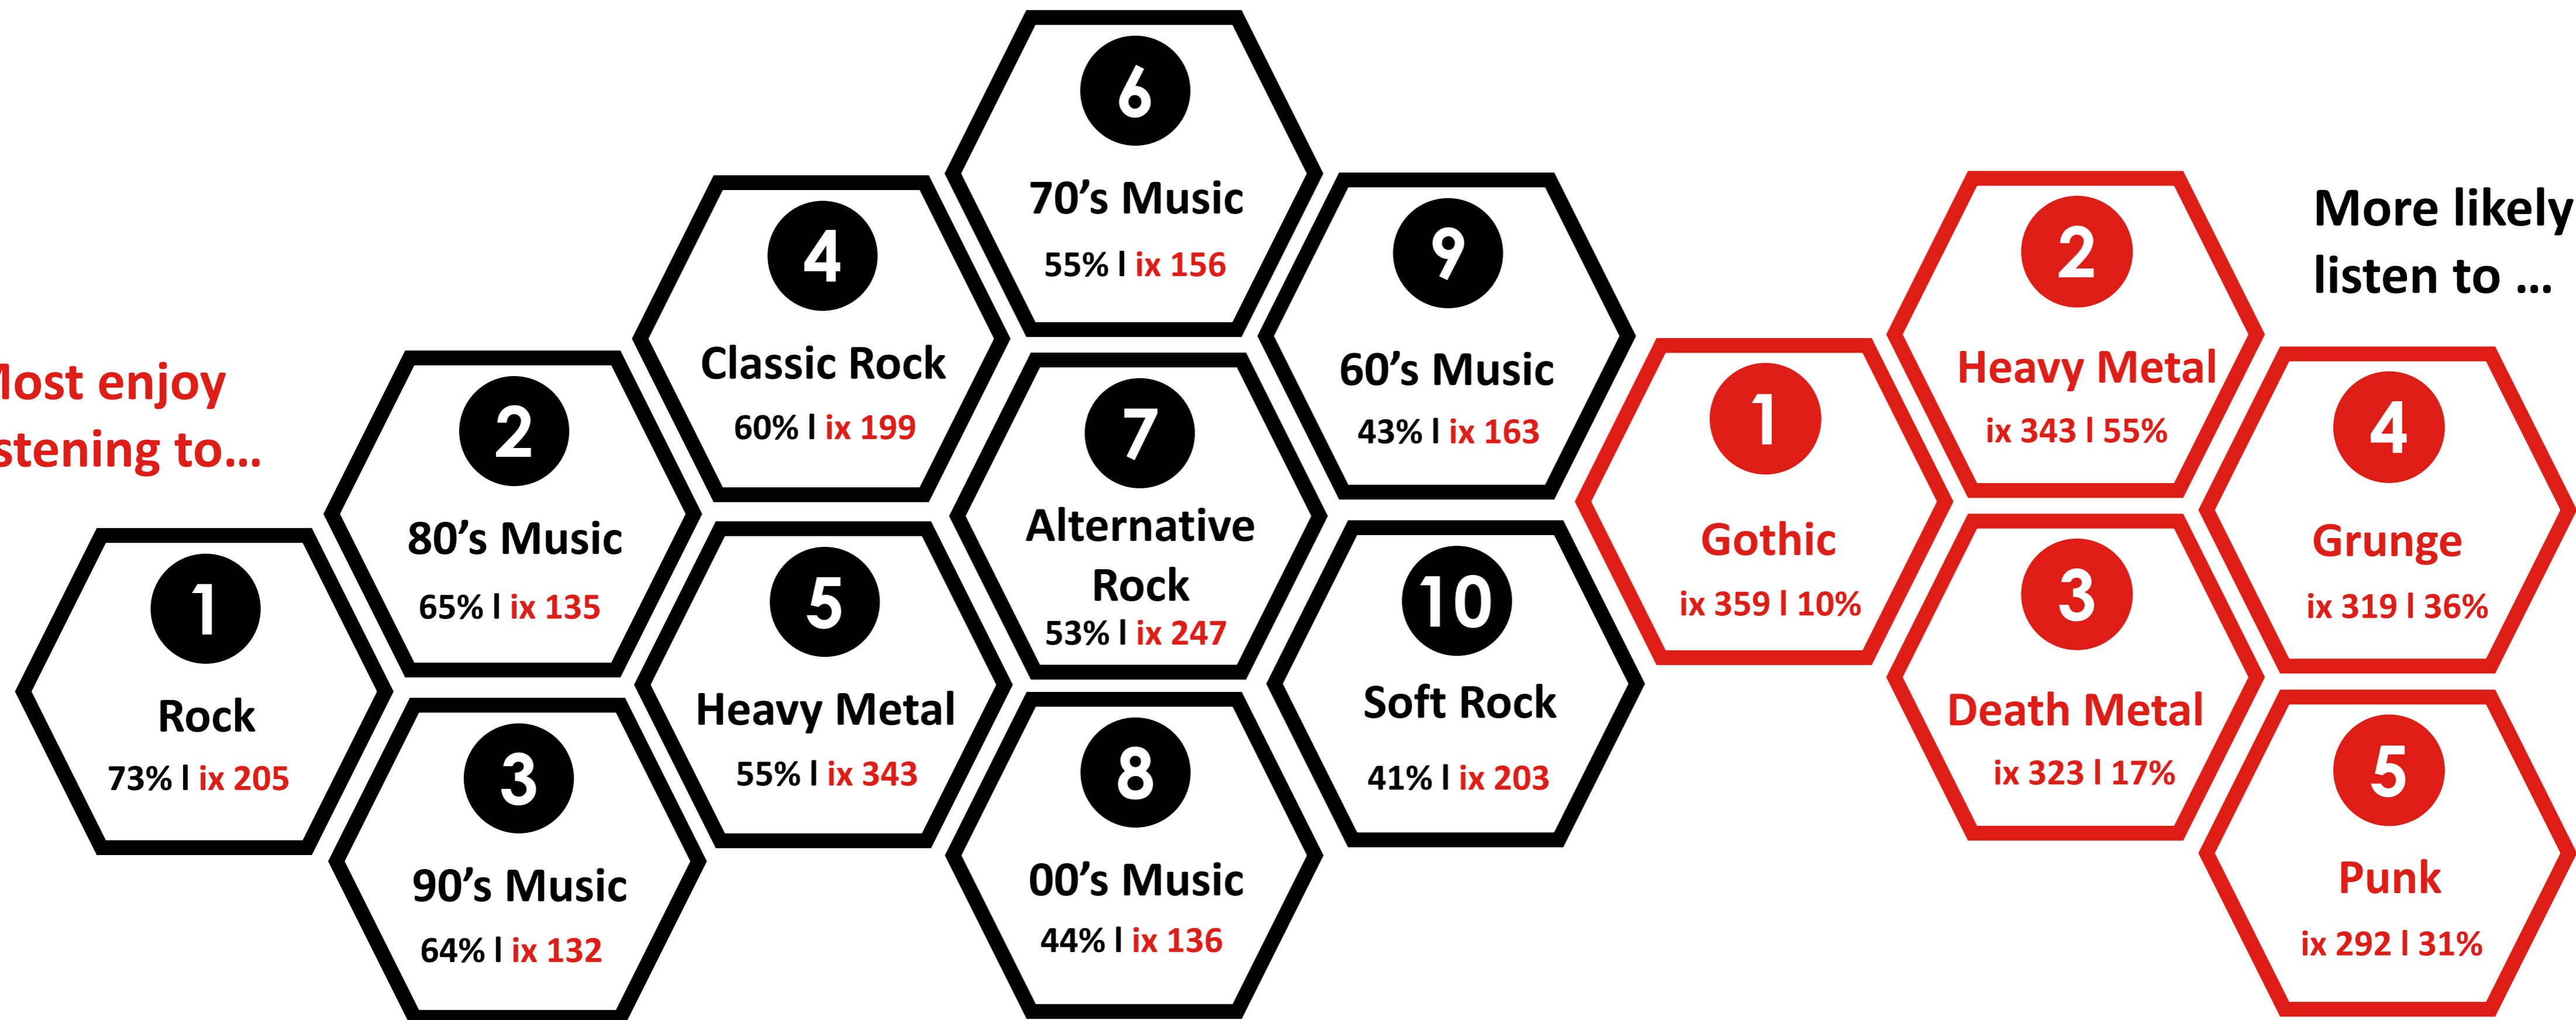 Most enjoy
listening to…
1
Rock
73% l ix 205
2
80’s Music
65% l ix 135
3
90’s Music
64% l ix 132
4
Classic Rock
60% l ix 199
5
Heavy Metal
55% l ix 343
6
70’s Music
55% l ix 156
7
Alternative
Rock
53% l ix 247
8
00’s Music
44% l ix 136
9
60’s Music
43% l ix 163
10
Soft Rock
41% l ix 203
More likely
listen to …
1
Gothic
ix 359 l 10%
2
Heavy Metal
ix 343 l 55%
3
Death Metal
ix 323 l 17%
4
Grunge
ix 319 l 36%
5
Punk
ix 292 l 31%